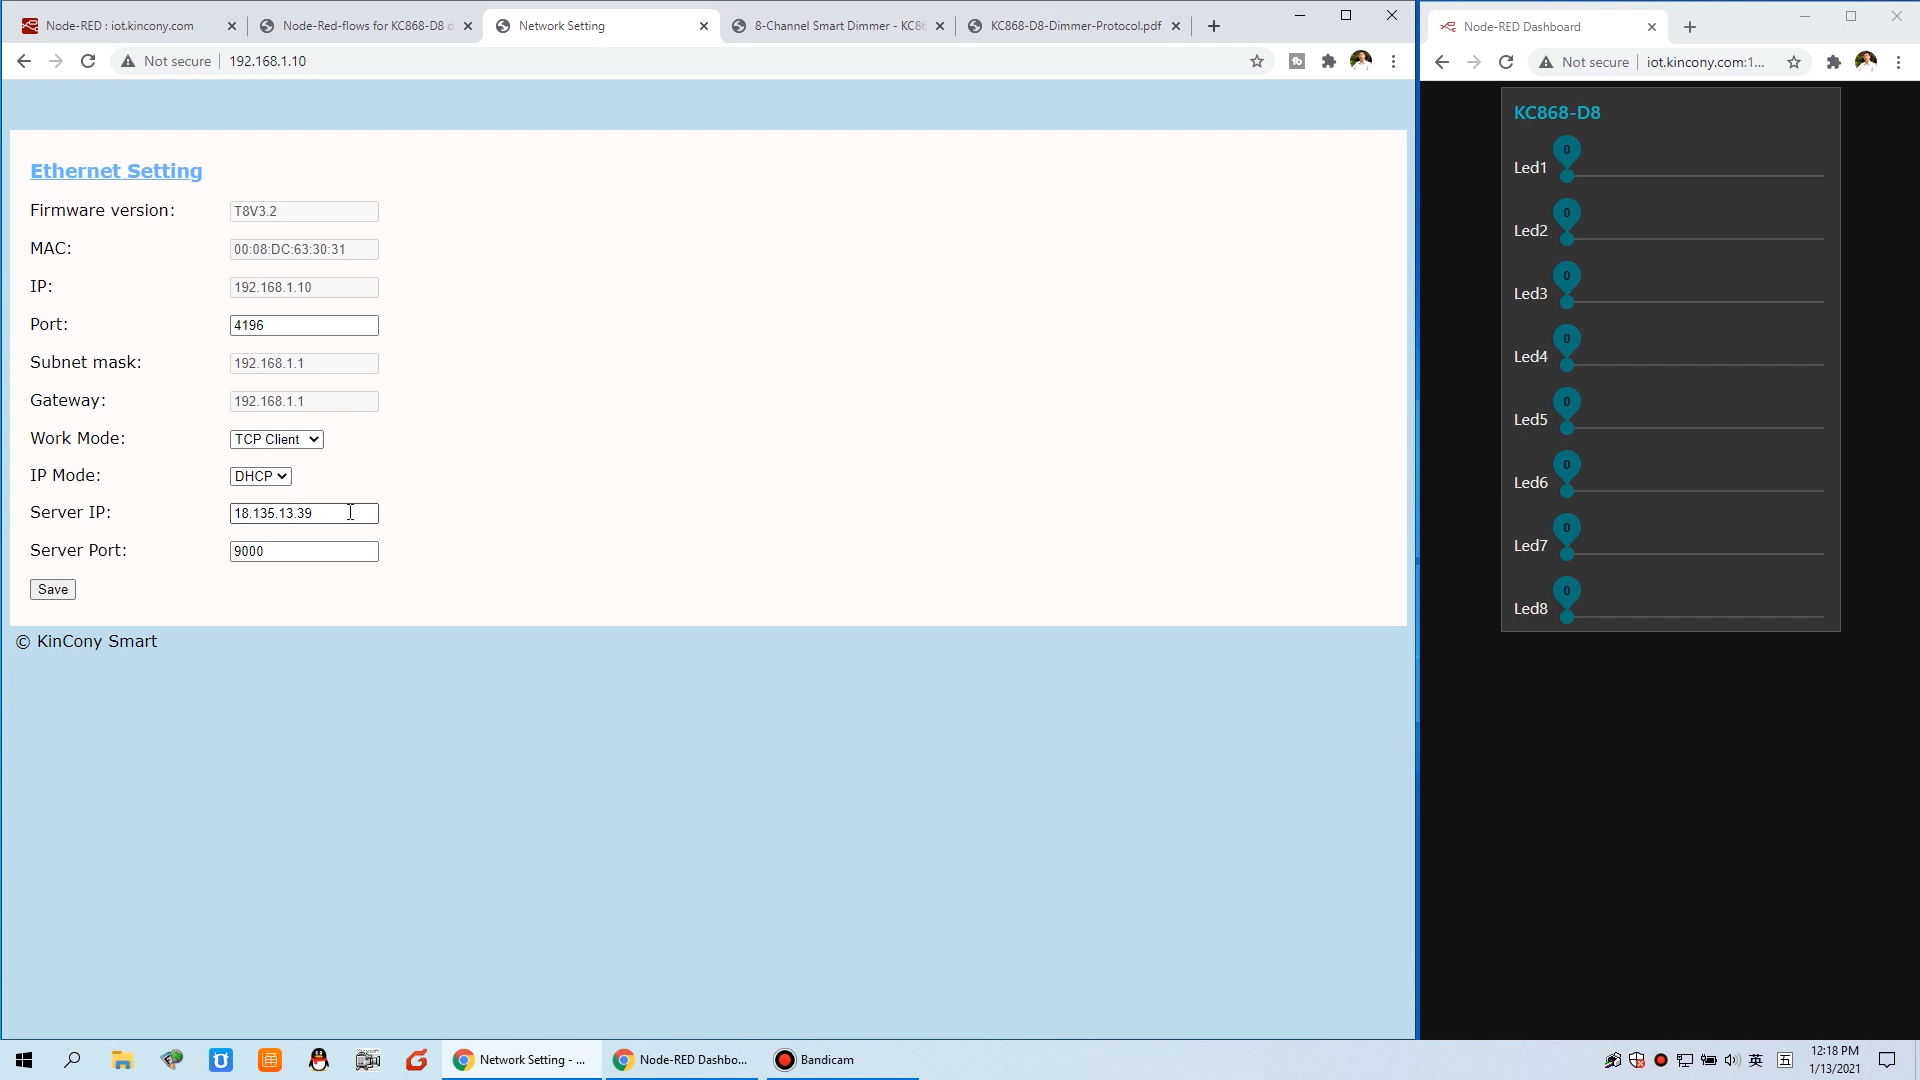 Node-RED : iot.kincony.com
Node-Red-flows for KC868-D8 d
Network Setting
8-Channel Smart Dimmer - KC86
KC868-D8-Dimmer-Protocol.pdf
Not secure
192.168.1.10
Ethernet Setting
Firmware version:
T8V3.2
MAC:
00:08:DC:63:30:31
IP:
192.168.1.10
Port:
4196
Subnet mask:
192.168.1.1
Gateway:
192.168.1.1
Work Mode:
TCP Client
IP Mode:
DHCP
Server IP:
18.135.13.39
Server Port:
9000
Save
© KinCony Smart
Node-RED Dashboard
Not secure
iot.kincony.com:1...
KC868-D8
Led1
0
Led2
0
Led3
0
Led4
0
Led5
0
Led6
0
Led7
0
Led8
0
Network Setting - ...
Node-RED Dashbo...
Bandicam
英
五
12:18 PM
1/13/2021